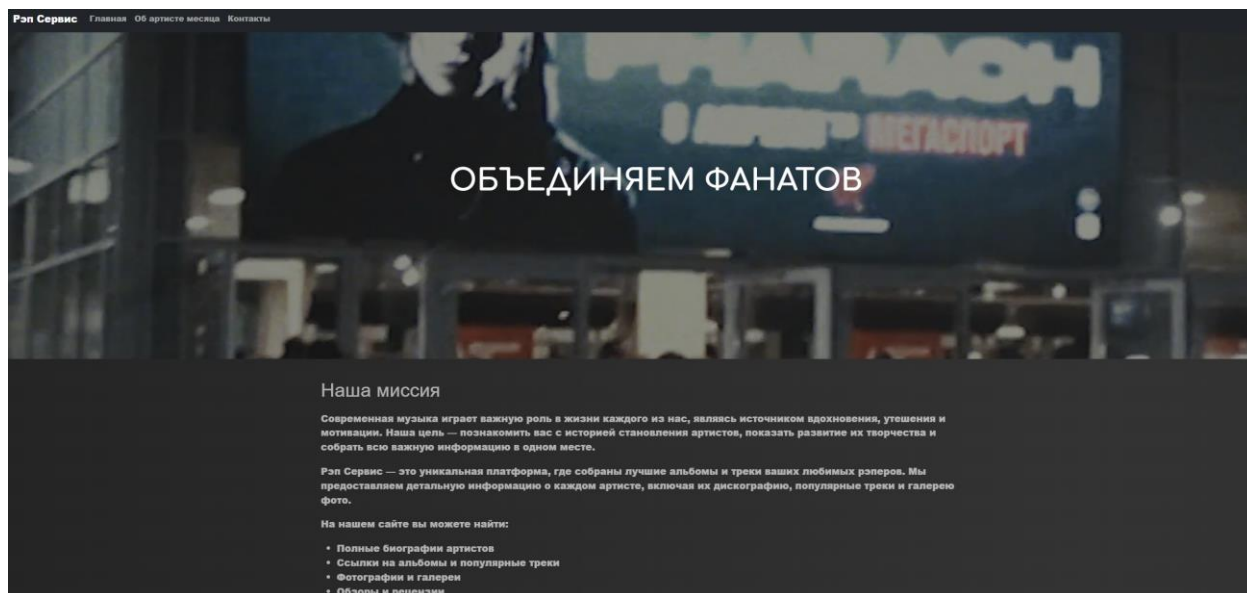 Рэп Сервис Главная Об артисте месяца Контакты
PHARAOH
МЕГАСПОРТ
ОБЪЕДИНЯЕМ ФАНАТОВ
Наша миссия
Современная музыка играет важную роль в жизни каждого из нас, являясь источником вдохновения, утешения и
мотивации. Наша цель — познакомить вас с историей становления артистов, показать развитие их творчества и
собрать всю важную информацию в одном месте.
Рэп Сервис — это уникальная платформа, где собраны лучшие альбомы и треки ваших любимых рэперов. Мы
предоставляем детальную информацию о каждом артисте, включая их дискографию, популярные треки и галерею
фото.
На нашем сайте вы можете найти:
• Полные биографии артистов
• Ссылки на альбомы и популярные треки
• Фотографии и галереи
• Обзоры и рецензии